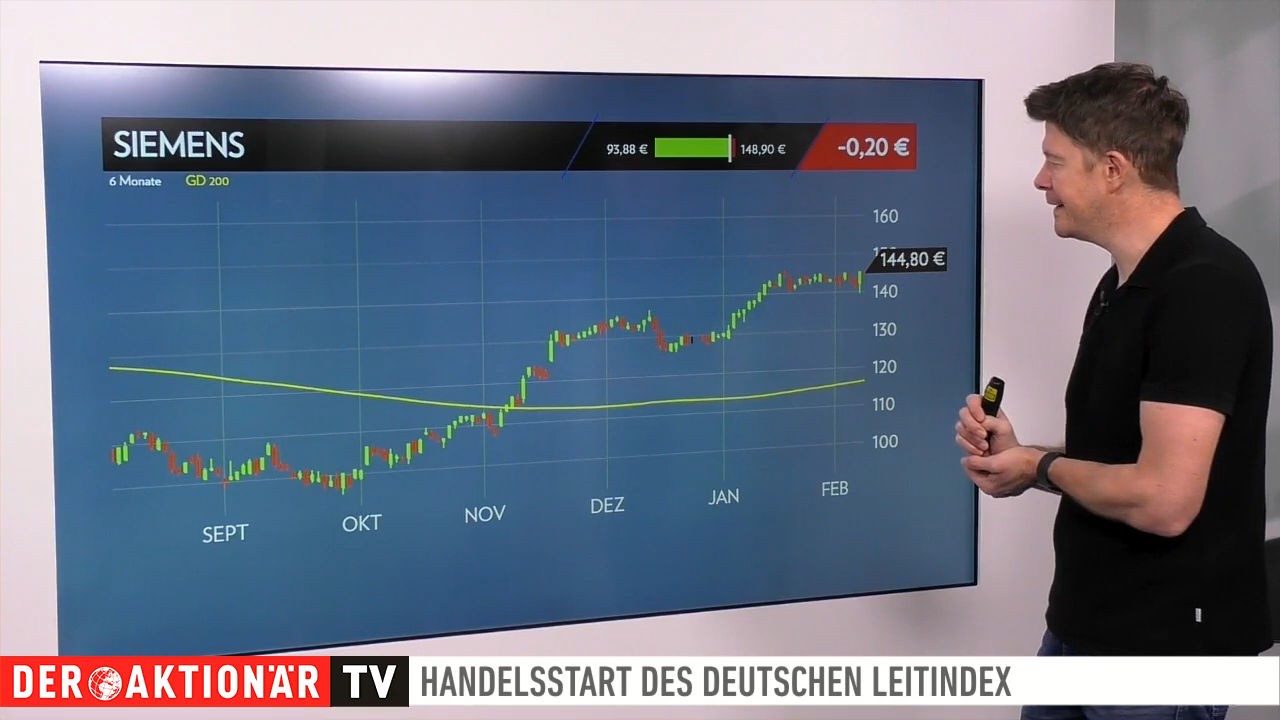 SIEMENS
93,88 €
148,90 €
-0,20 €
6 Monate
GD 200
160
144,80 €
140
130
120
110
100
SEPT
OKT
NOV
DEZ
JAN
FEB
DER AKTIONÄR TV
HANDELSSTART DES DEUTSCHEN LEITINDEX